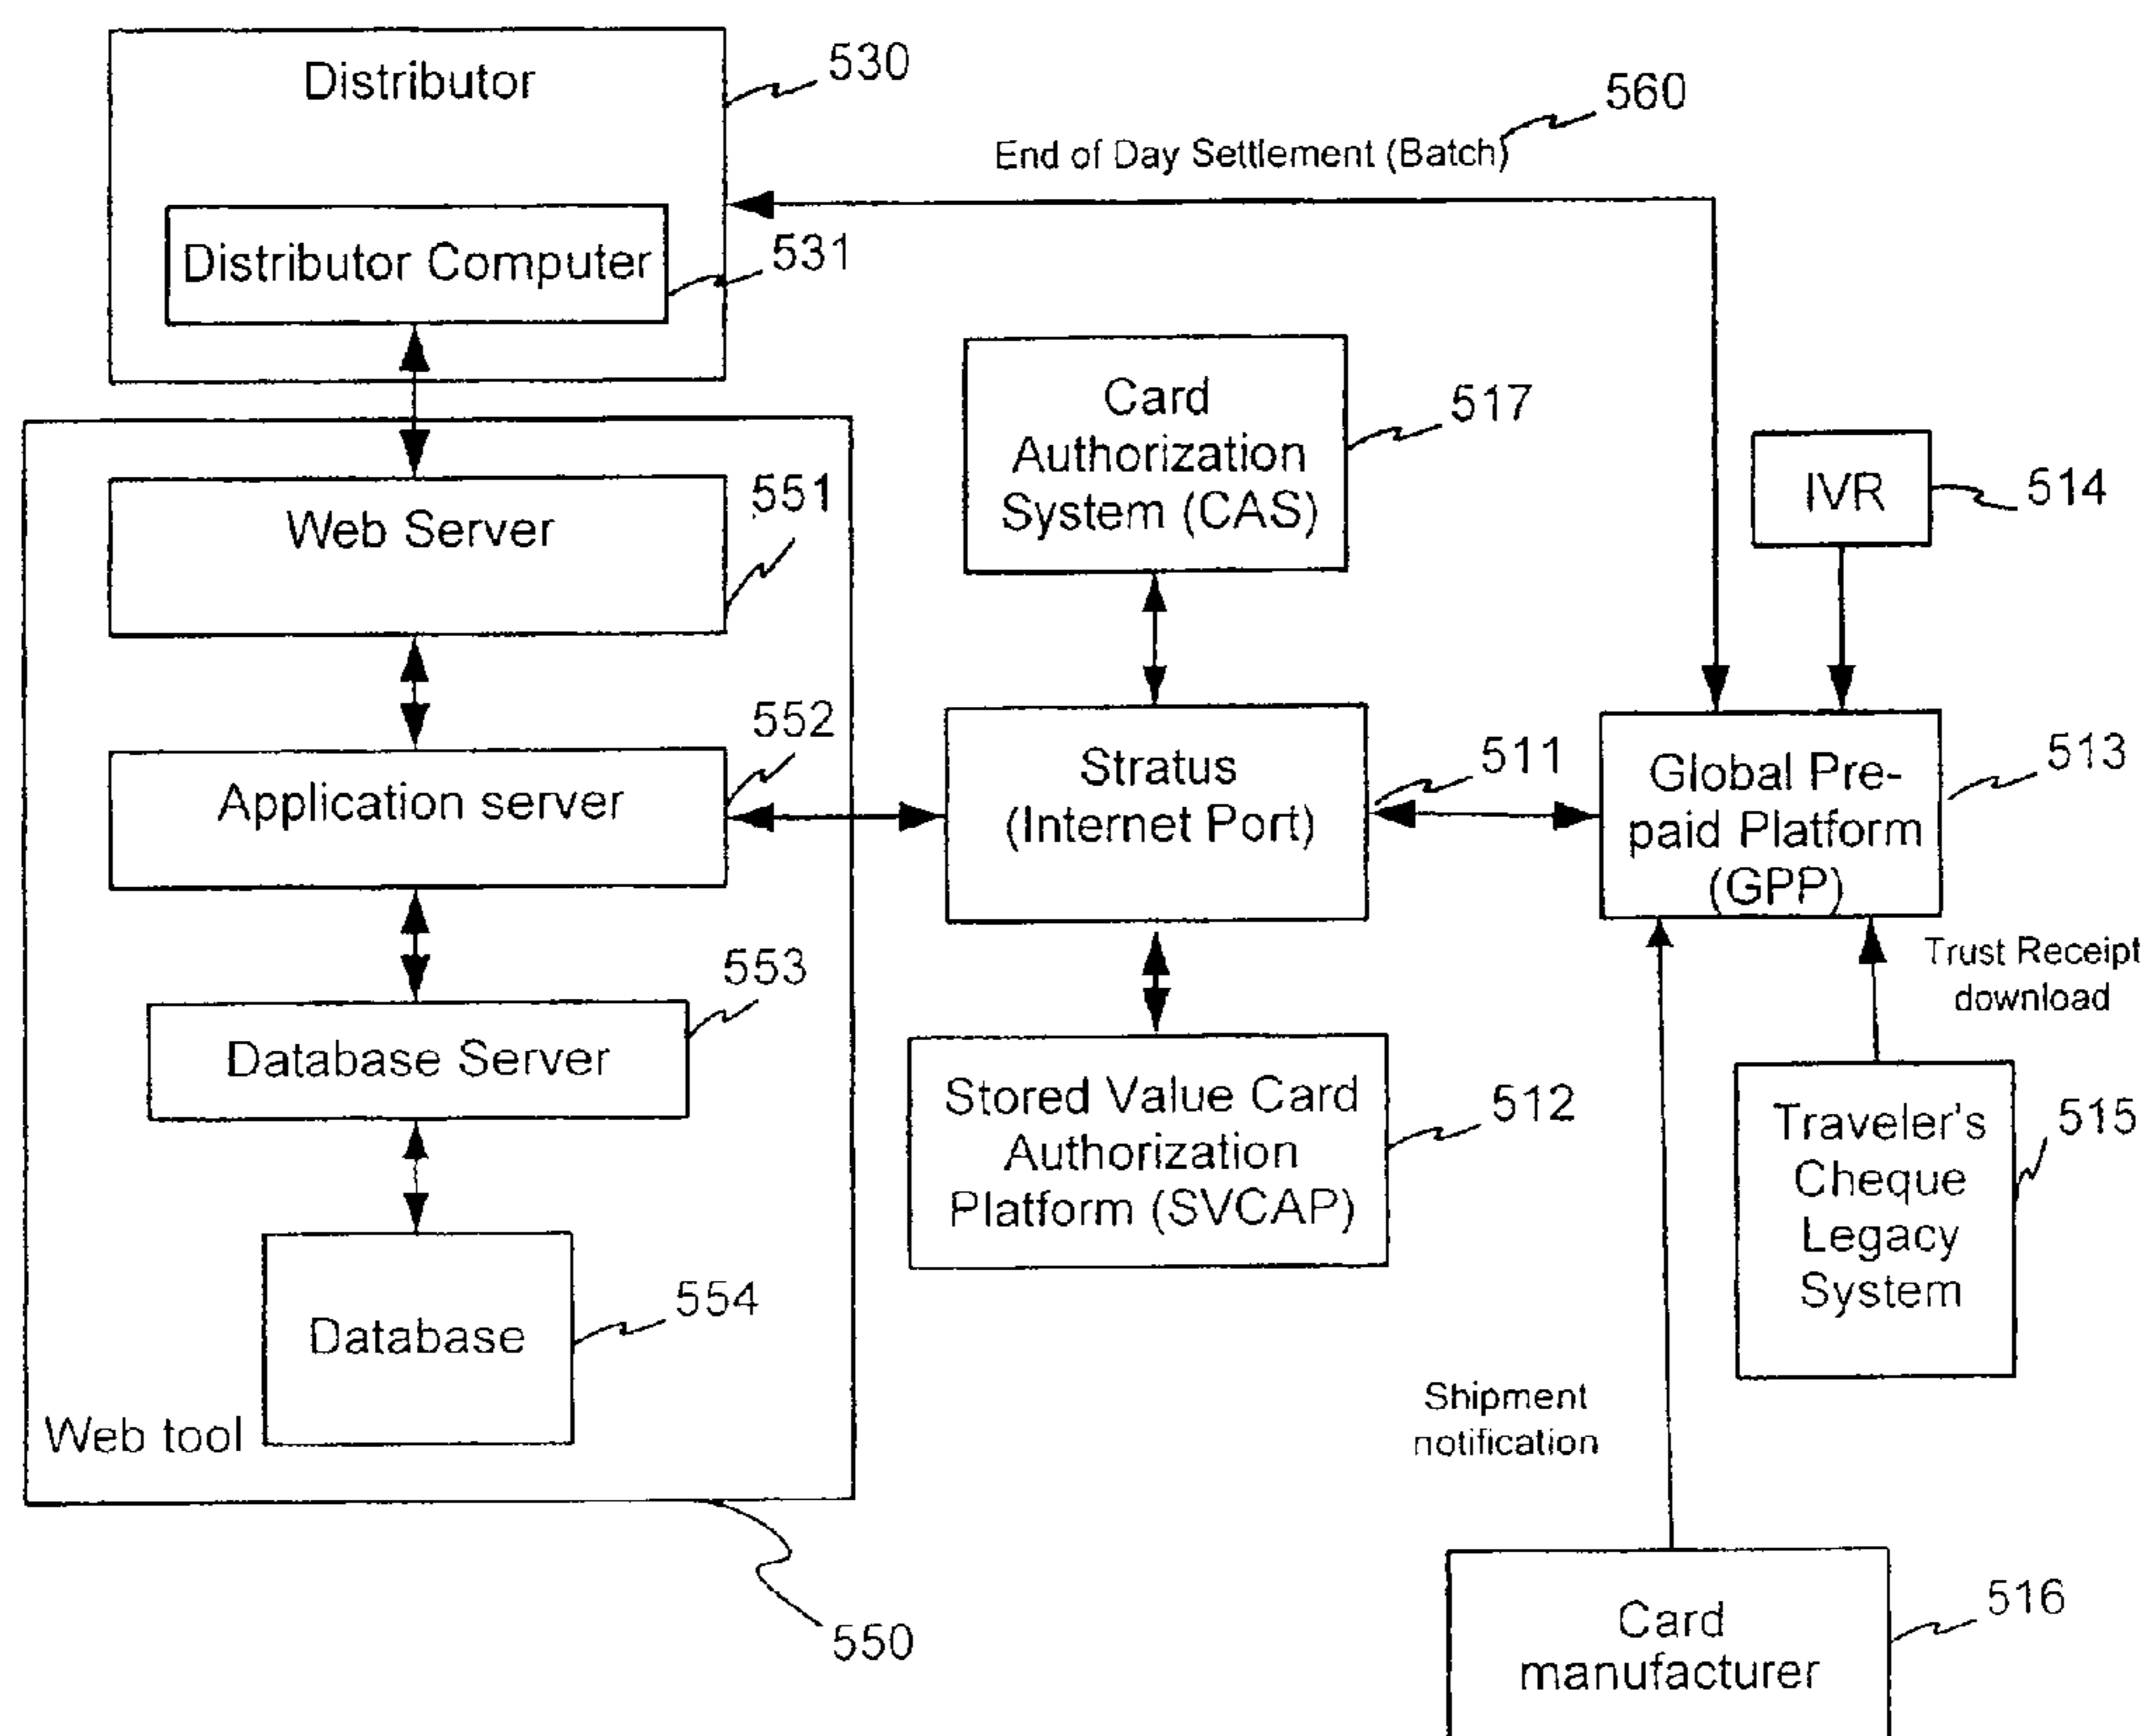 Distributor
530
560
End of Day Settlement (Batch)
Distributor Computer
531
Card
Authorization
System (CAS)
517
IVR
514
Web Server
551
552
Application server
Stratus
(Internet Port)
511
Global Pre-
paid Platform
(GPP)
513
Trust Receipt
download
553
Database Server
Stored Value Card
Authorization
Platform (SVCAP)
512
Traveler's
Cheque
Legacy
System
515
554
Database
Web tool
Shipment
notification
550
Card
manufacturer
516